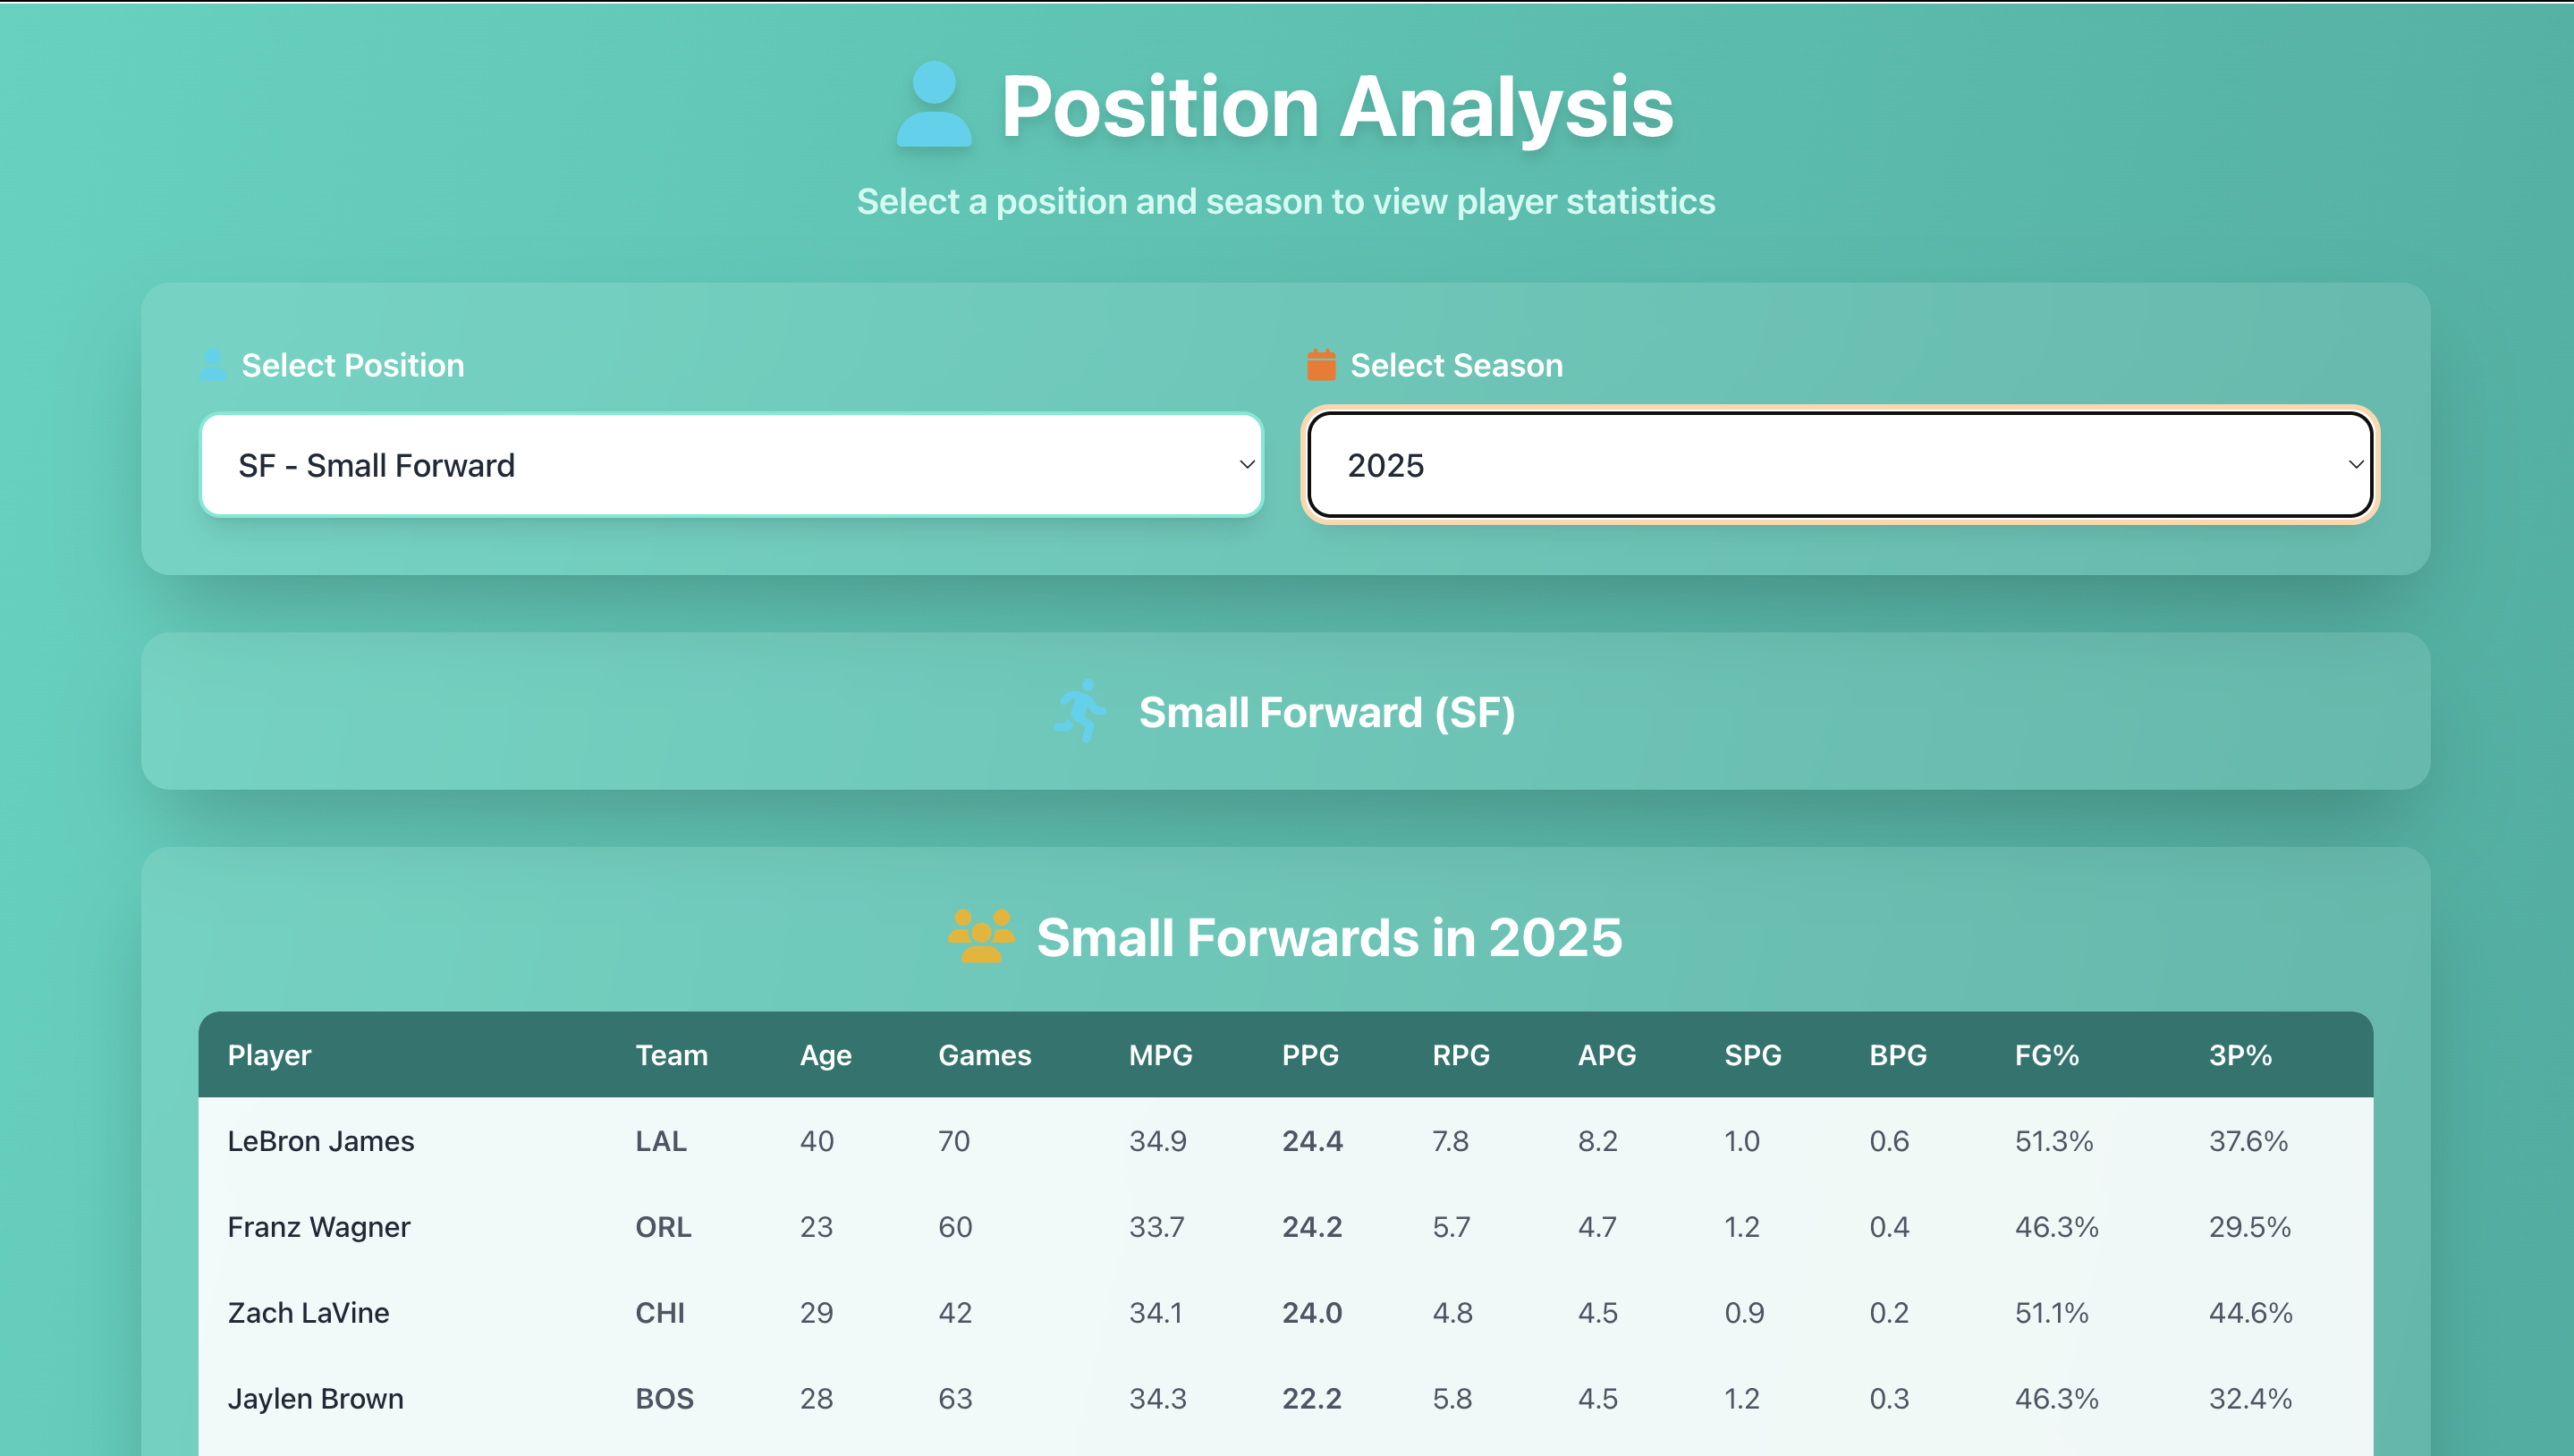 Position Analysis
Select a position and season to view player statistics
Select Position
Select Season
SF - Small Forward
2025
Small Forward (SF)
Small Forwards in 2025
Player Team Age Games MPG PPG RPG APG SPG BPG FG% 3P%
LeBron James LAL 40 70 34.9 24.4 7.8 8.2 1.0 0.6 51.3% 37.6%
Franz Wagner ORL 23 60 33.7 24.2 5.7 4.7 1.2 0.4 46.3% 29.5%
Zach LaVine CHI 29 42 34.1 24.0 4.8 4.5 0.9 0.2 51.1% 44.6%
Jaylen Brown BOS 28 63 34.3 22.2 5.8 4.5 1.2 0.3 46.3% 32.4%